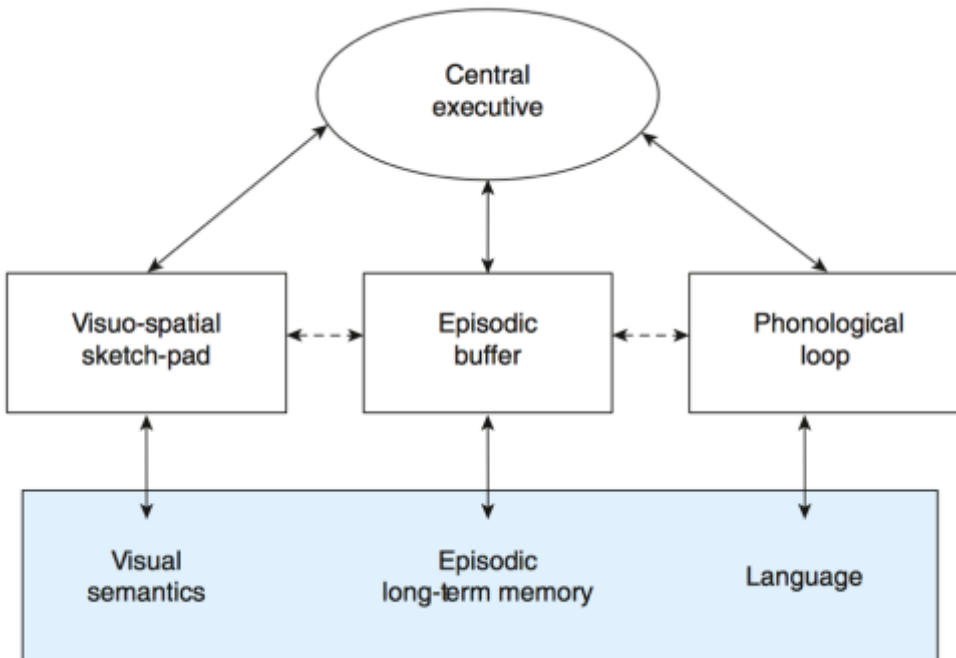 Central
executive
Visuo-spatial
sketch-pad
Episodic
buffer
Phonological
loop
Visual
semantics
Episodic
long-term memory
Language